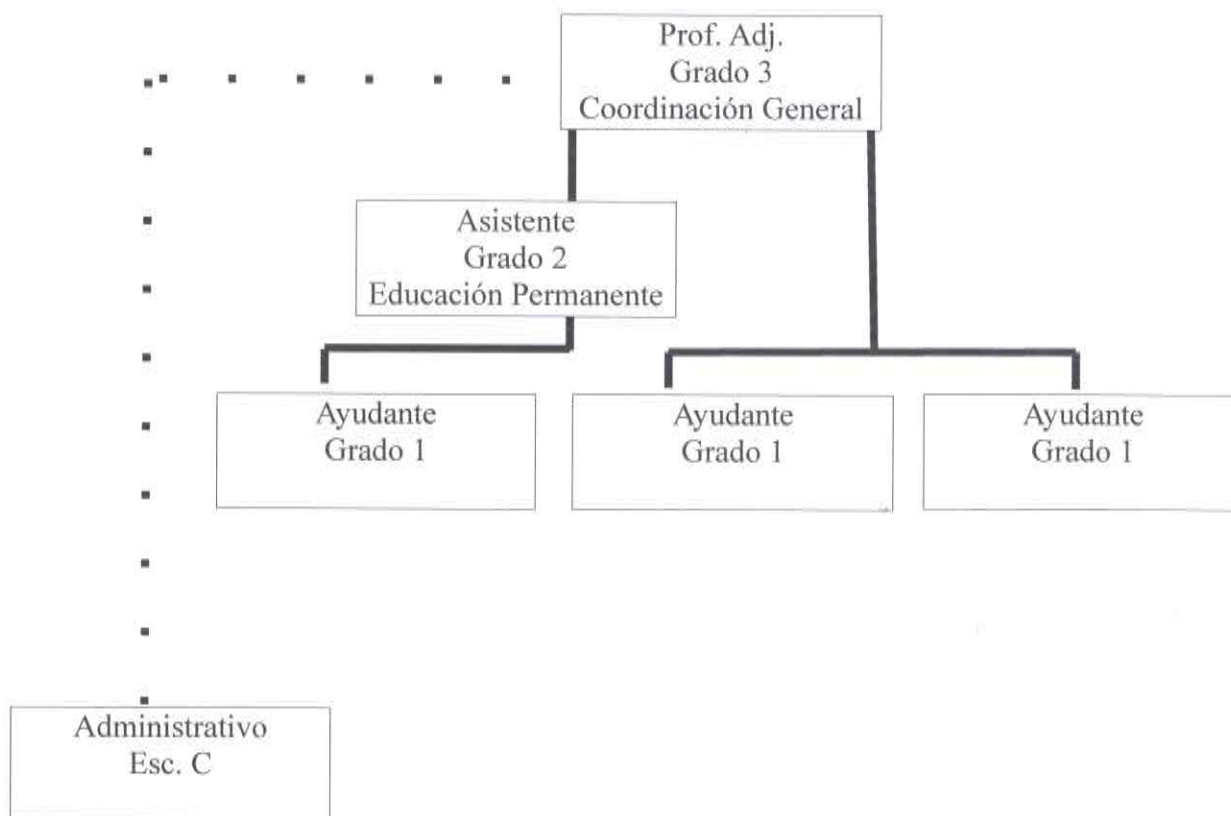 Prof. Adj.
Grado 3
Coordinación General
Asistente
Grado 2
Educación Permanente
Ayudante
Grado 1
Ayudante
Grado 1
Ayudante
Grado 1
Administrativo
Esc. C